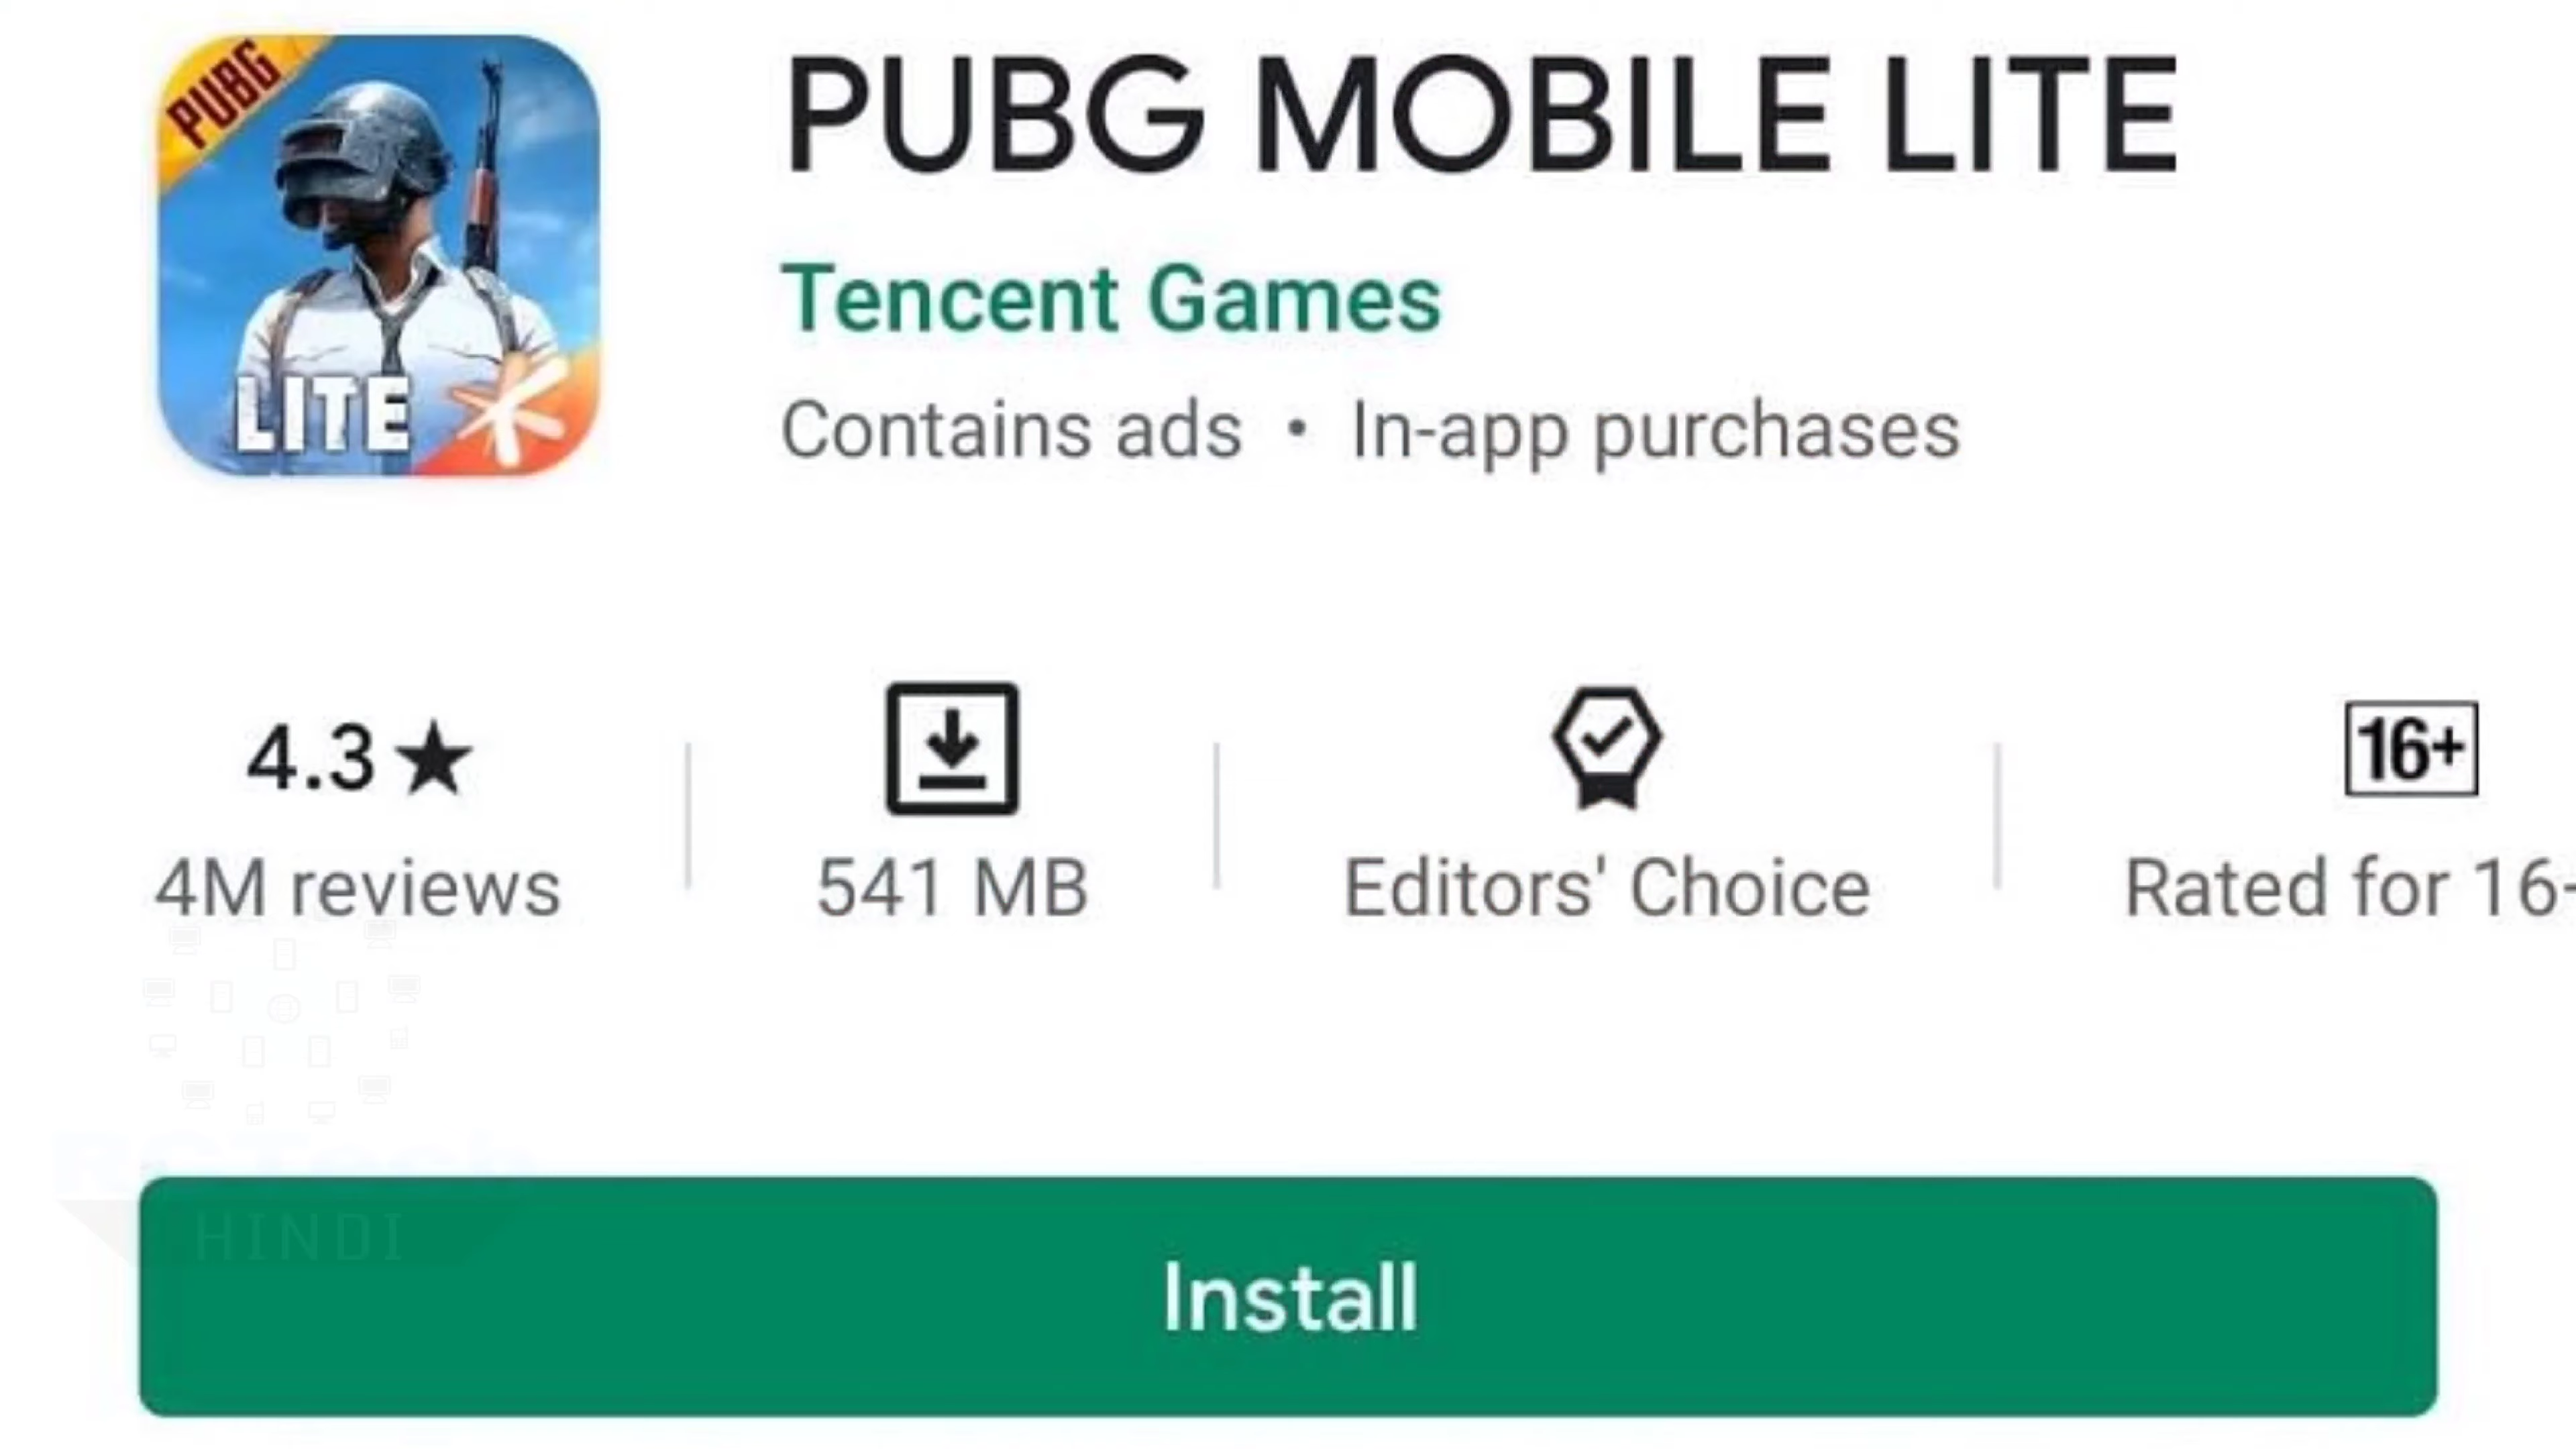 PUBG
LITE
PUBG MOBILE LITE
Tencent Games
Contains ads • In-app purchases
4.3★
4M reviews
541 MB
Editors' Choice
16+
Rated for 16-
HINDI
Install